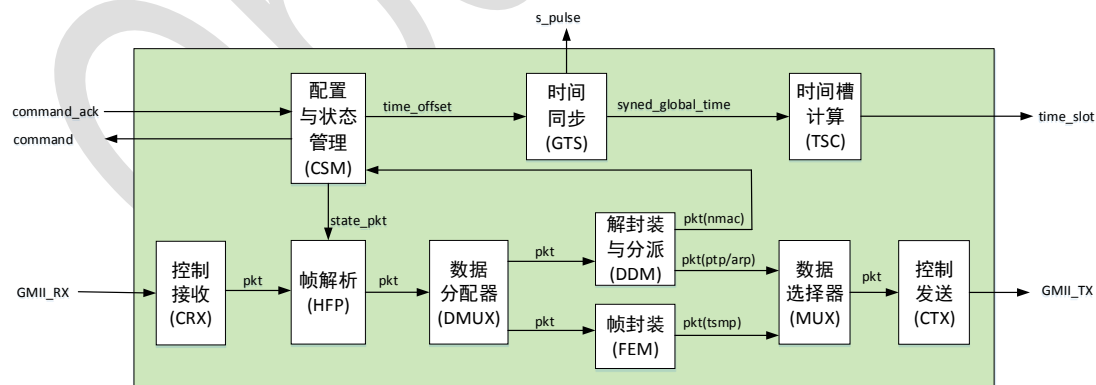 s_pulse
command_ack
command
配置
与状态
管理
(CSM)
time_offset
时间
同步
(GTS)
syned_global_time
时间槽
计算
(TSC)
time_slot
state_pkt
GMII_RX
控制
接收
(CRX)
pkt
帧解析
(HFP)
pkt
数据
分配器
(DMUX)
pkt
pkt
解封装
与分派
(DDM)
pkt(nmac)
pkt(ptp/arp)
帧封装
(FEM)
pkt(tsmp)
数据
选择器
(MUX)
pkt
控制
发送
(CTX)
GMII_TX